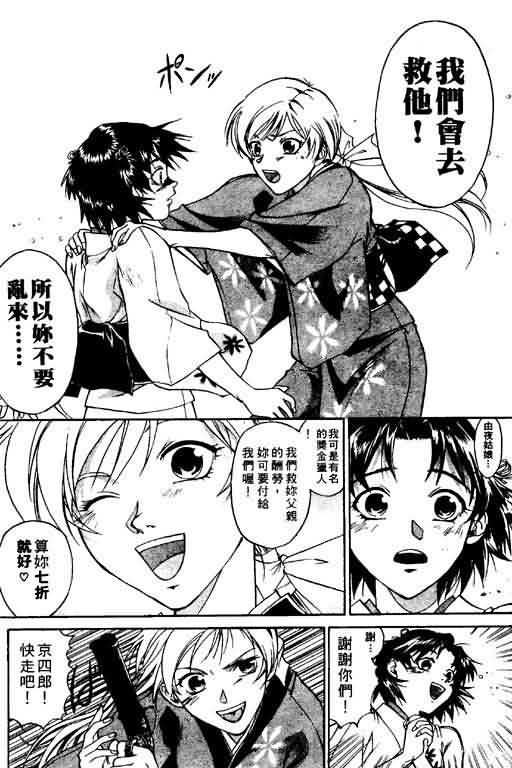 我們會去
救他！
ポンッ
所以妳不要
亂來……
由夜姑娘…
我可是有名
的獎金獵人
！
我們救妳父親
的酬勞，
妳可要付給
我們喔！
算妳七折
就好♡
謝…
謝謝你們！
京四郎！
快走吧！